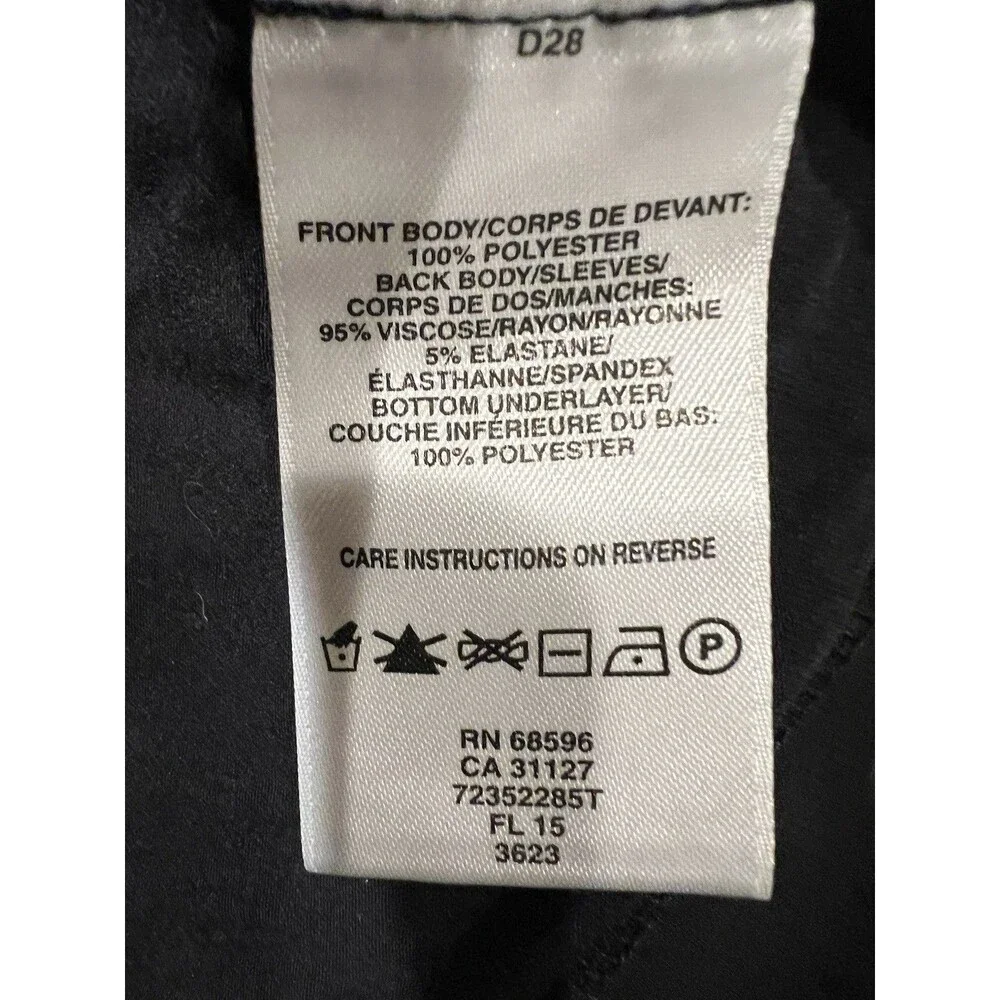 D28
FRONT BODY/CORPS DE DEVANT:
100% POLYESTER
BACK BODY/SLEEVES/
CORPS DE DOS/MANCHES:
95% VISCOSE/RAYON/RAYONNE
5% ELASTANE/
ÉLASTHANNE/SPANDEX
BOTTOM UNDERLAYER/
COUCHE INFÉRIEURE DU BAS:
100% POLYESTER
CARE INSTRUCTIONS ON REVERSE
P
RN 68596
CA 31127
72352285T
FL 15
3623